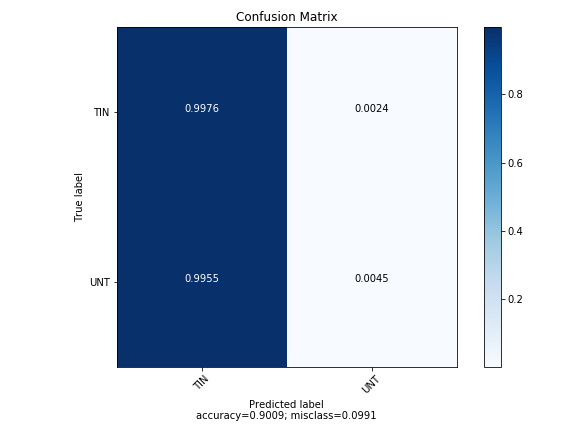 Confusion Matrix
TIN
0.9976
0.0024
0.8
0.6
True label
UNT
0.9955
0.0045
0.4
0.2
TIN
UNT
Predicted label
accuracy=0.9009; misclass=0.0991